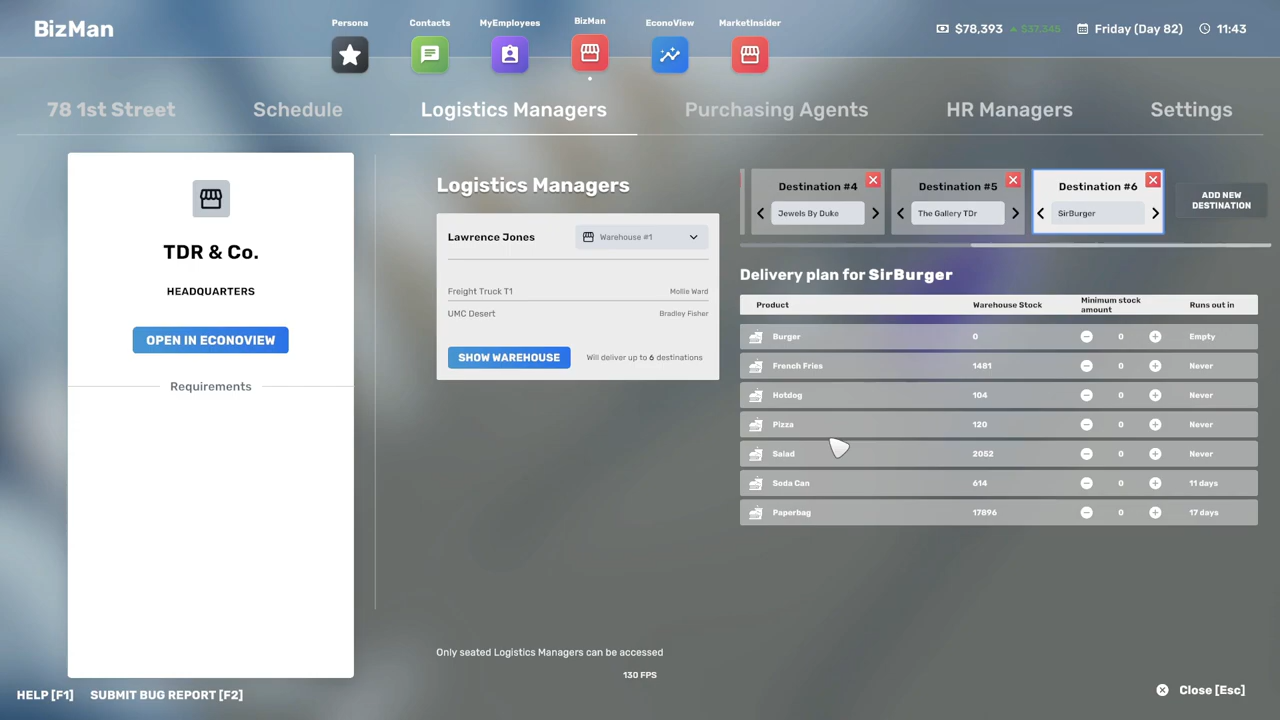 BizMan
Persona
Contacts
MyEmployees
BizMan
EconoView
MarketInsider
$78,393 $37,345
Friday (Day 82)
11:43
78 1st Street
Schedule
Logistics Managers
Purchasing Agents
HR Managers
Settings
TDR & Co.
HEADQUARTERS
OPEN IN ECONOVIEW
Requirements
Logistics Managers
Lawrence Jones
Warehouse #1
Freight Truck T1 Mollie Ward
UMC Desert Bradley Fisher
SHOW WAREHOUSE
Will deliver up to 6 destinations
Destination #4
Jewels By Duke
Destination #5
The Gallery TDr
Destination #6
SirBurger
ADD NEW
DESTINATION
Delivery plan for SirBurger
Product Warehouse Stock Minimum stock amount Runs out in
Burger 0 0 Empty
French Fries 1481 0 Never
Hotdog 104 0 Never
Pizza 120 0 Never
Salad 2052 0 Never
Soda Can 614 0 11 days
Paperbag 17896 0 17 days
Only seated Logistics Managers can be accessed
130 FPS
HELP [F1]
SUBMIT BUG REPORT [F2]
Close [Esc]